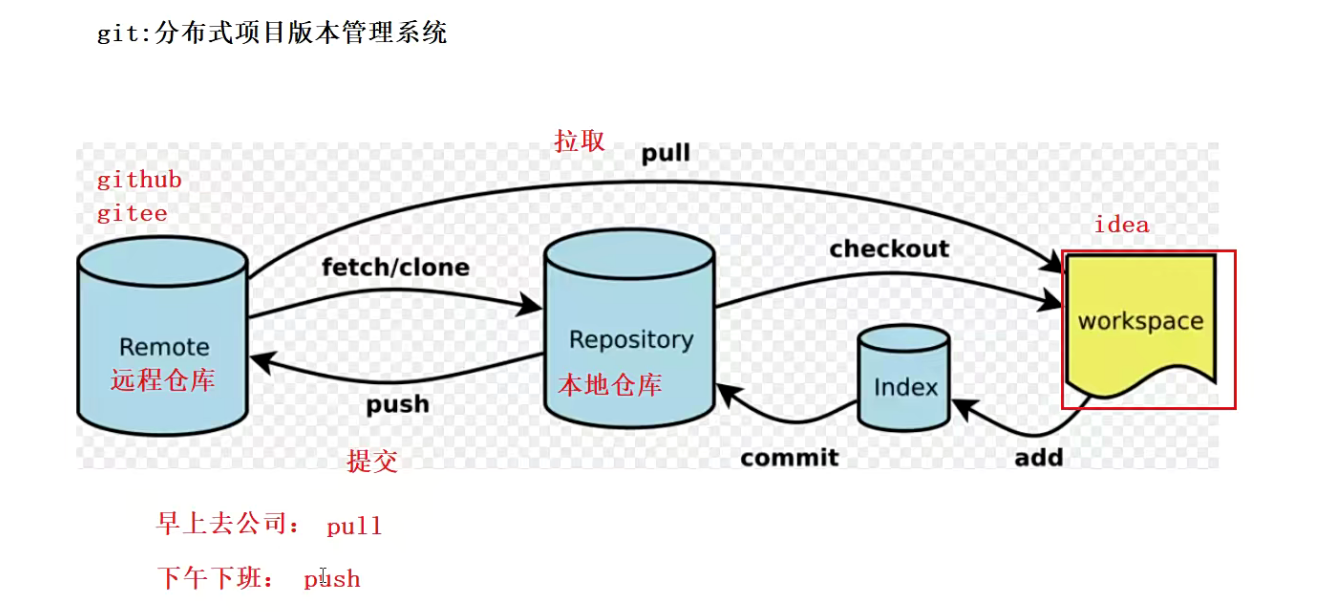 git:分布式项目版本管理系统
拉取
pull
github
gitee
idea
checkout
fetch/clone
workspace
Remote
Repository
远程仓库
本地仓库
Index
push
commit
add
提交
早上去公司： pull
下午下班： push